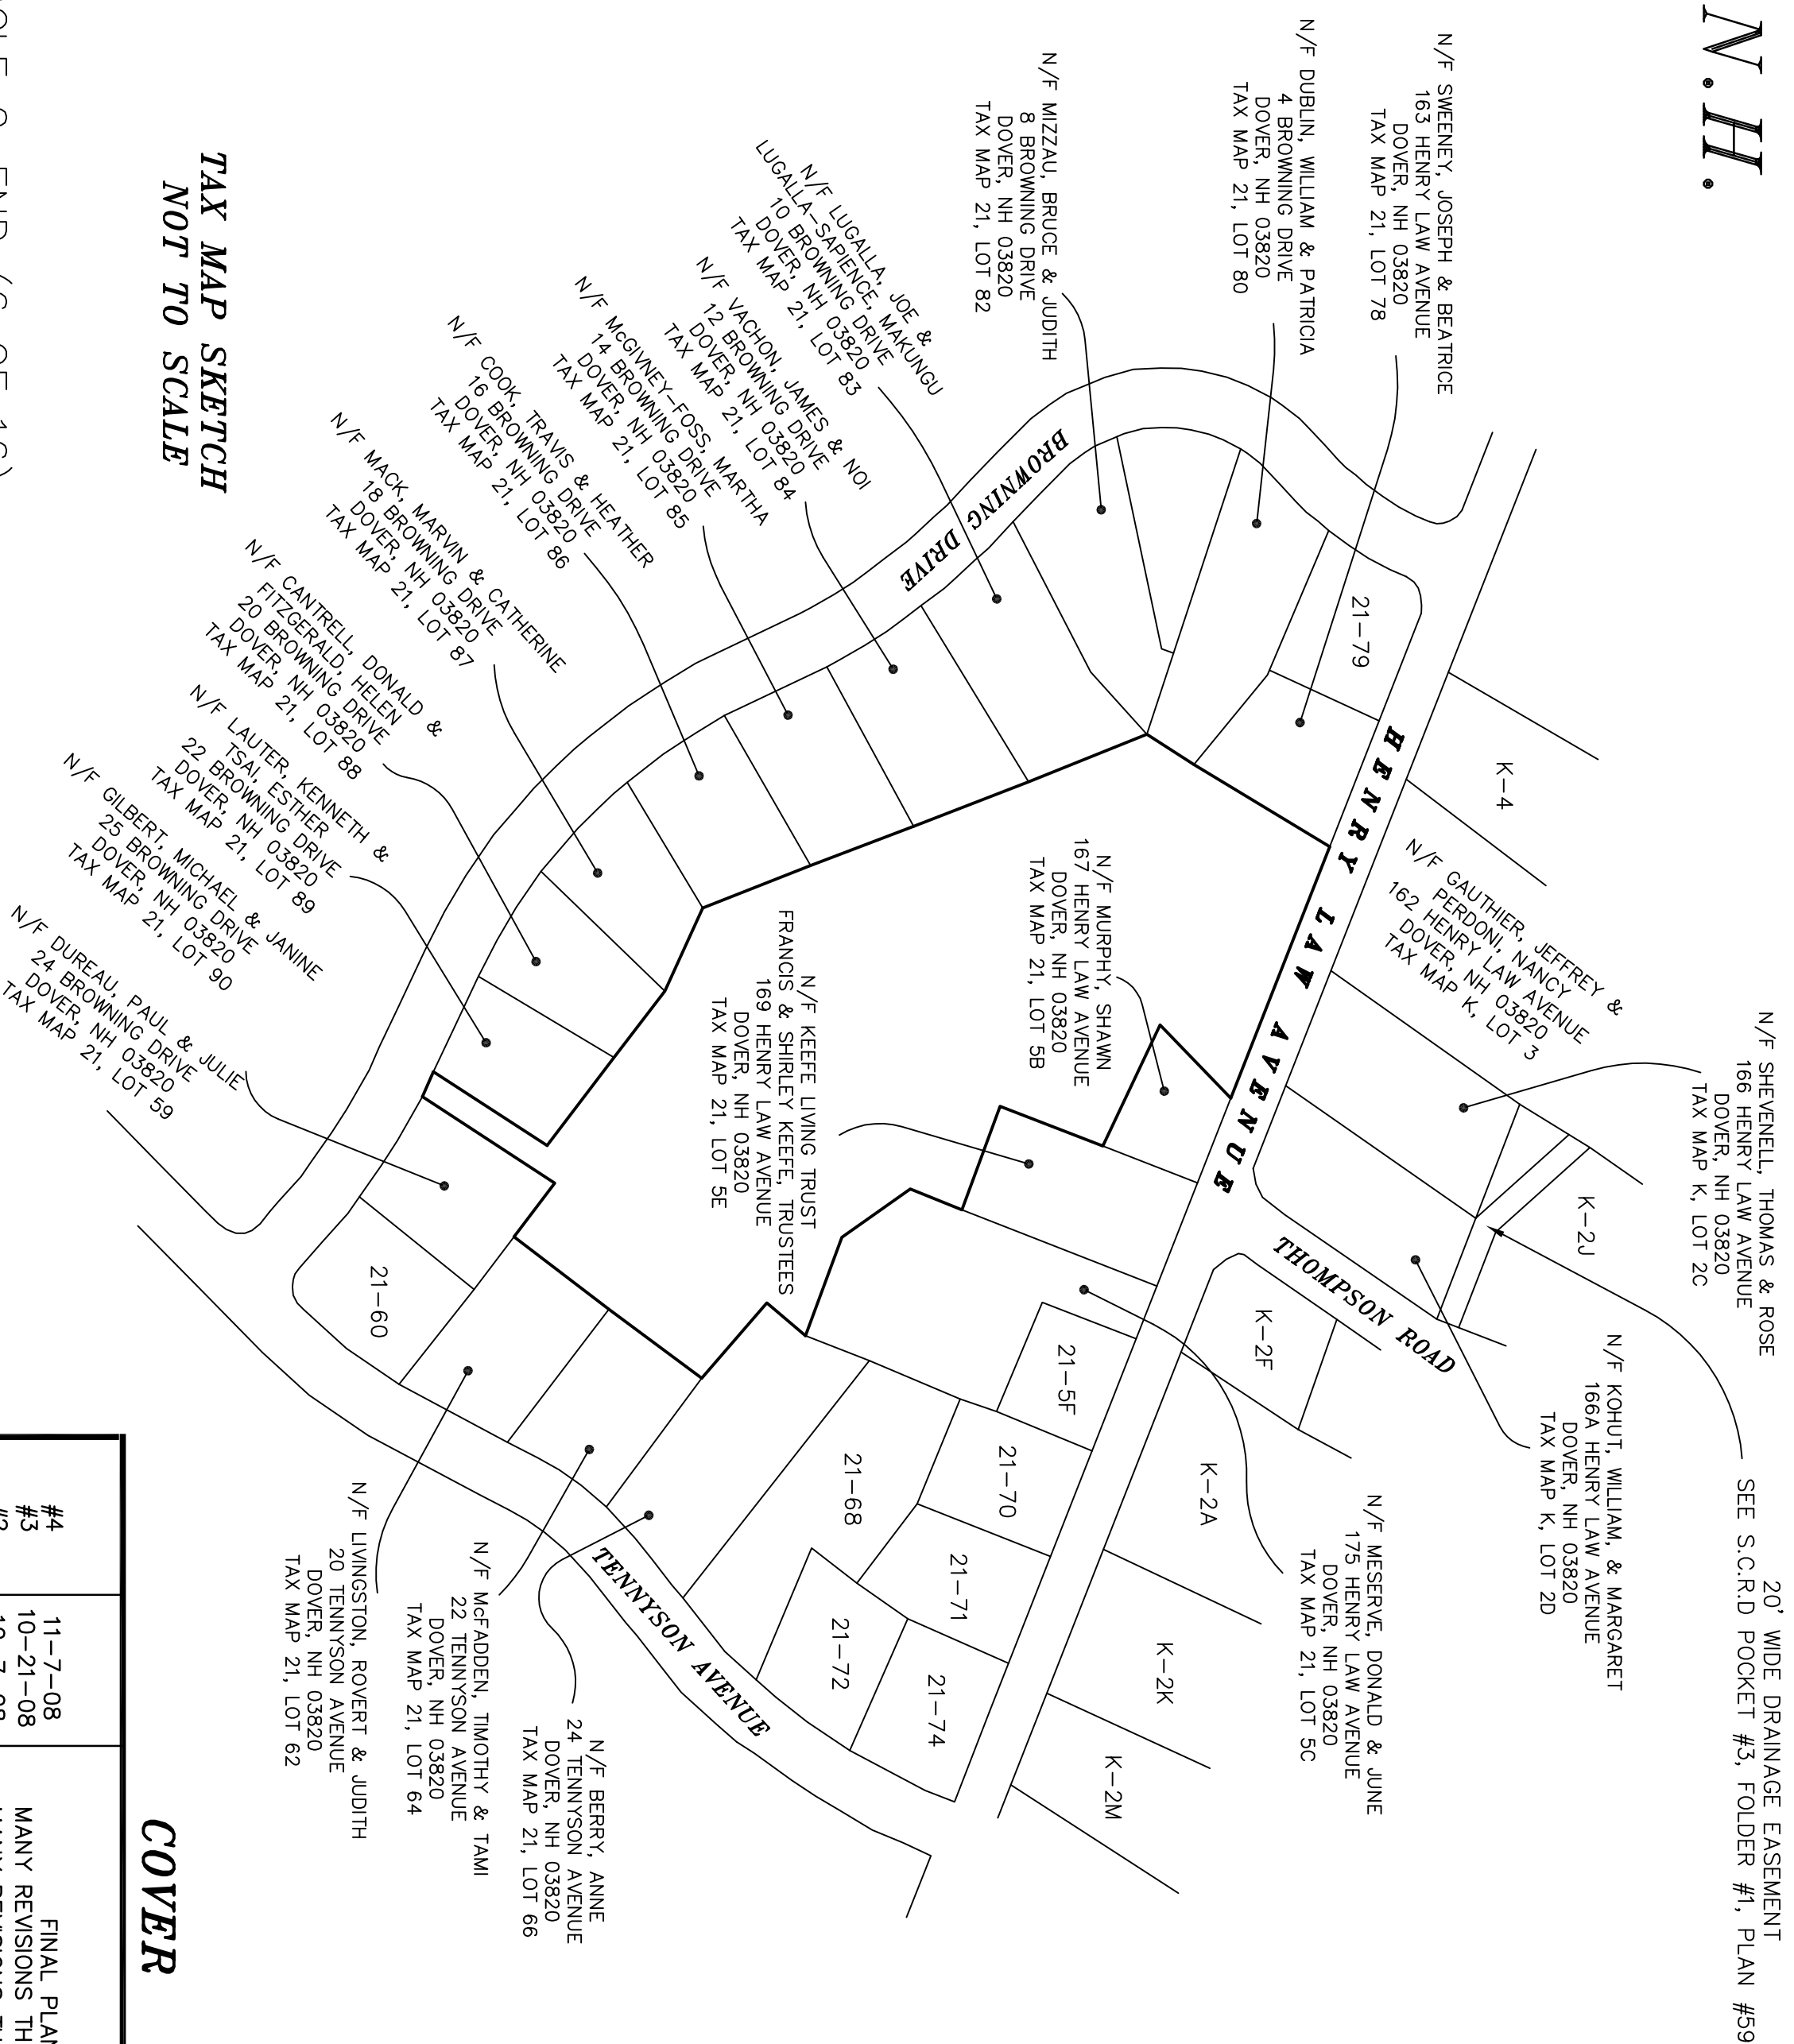 N.H.
20' WIDE DRAINAGE EASEMENT
SEE S.C.R.D POCKET #3, FOLDER #1, PLAN #59
N/F SHEVENELL, THOMAS & ROSE
166 HENRY LAW AVENUE
DOVER, NH 03820
TAX MAP K, LOT 2C
N/F KOHUT, WILLIAM, & MARGARET
166A HENRY LAW AVENUE
DOVER, NH 03820
TAX MAP K, LOT 2D
N/F GAUTHIER, JEFFREY &
PERDONI, NANCY
162 HENRY LAW AVENUE
DOVER, NH 03820
TAX MAP K, LOT 3
N/F SWEENEY, JOSEPH & BEATRICE
163 HENRY LAW AVENUE
DOVER, NH 03820
TAX MAP 21, LOT 78
N/F DUBLIN, WILLIAM & PATRICIA
4 BROWNING DRIVE
DOVER, NH 03820
TAX MAP 21, LOT 80
N/F MIZZAU, BRUCE & JUDITH
8 BROWNING DRIVE
DOVER, NH 03820
TAX MAP 21, LOT 82
N/F LUGALLA, JOE &
LUGALLA-SAPIENCE, MAKUNGU
10 BROWNING DRIVE
DOVER, NH 03820
TAX MAP 21, LOT 83
N/F VACHON, JAMES & NOI
12 BROWNING DRIVE
DOVER, NH 03820
TAX MAP 21, LOT 84
N/F McGIVNEY-FOSS, MARTHA
14 BROWNING DRIVE
DOVER, NH 03820
TAX MAP 21, LOT 85
N/F COOK, TRAVIS & HEATHER
16 BROWNING DRIVE
DOVER, NH 03820
TAX MAP 21, LOT 86
N/F MACK, MARVIN & CATHERINE
18 BROWNING DRIVE
DOVER, NH 03820
TAX MAP 21, LOT 87
N/F CANTRELL, DONALD &
FITZGERALD, HELEN
20 BROWNING DRIVE
DOVER, NH 03820
TAX MAP 21, LOT 88
N/F LAUTER, KENNETH &
TSAI, ESTHER
22 BROWNING DRIVE
DOVER, NH 03820
TAX MAP 21, LOT 89
N/F GILBERT, MICHAEL & JANINE
25 BROWNING DRIVE
DOVER, NH 03820
TAX MAP 21, LOT 90
N/F DUREAU, PAUL & JULIE
24 BROWNING DRIVE
DOVER, NH 03820
TAX MAP 21, LOT 59
N/F MURPHY, SHAWN
167 HENRY LAW AVENUE
DOVER, NH 03820
TAX MAP 21, LOT 5B
N/F KEEFE LIVING TRUST
FRANCIS & SHIRLEY KEEFE, TRUSTEES
169 HENRY LAW AVENUE
DOVER, NH 03820
TAX MAP 21, LOT 5E
N/F MESERVE, DONALD & JUNE
175 HENRY LAW AVENUE
DOVER, NH 03820
TAX MAP 21, LOT 5C
N/F BERRY, ANNE
24 TENNYSON AVENUE
DOVER, NH 03820
TAX MAP 21, LOT 66
N/F McFADDEN, TIMOTHY & TAMI
22 TENNYSON AVENUE
DOVER, NH 03820
TAX MAP 21, LOT 64
N/F LIVINGSTON, ROVERT & JUDITH
20 TENNYSON AVENUE
DOVER, NH 03820
TAX MAP 21, LOT 62
HENRY LAW AVENUE
BROWNING DRIVE
THOMPSON ROAD
TENNYSON AVENUE
21-79
K-4
K-2J
K-2F
K-2A
K-2K
K-2M
21-5F
21-70
21-71
21-74
21-72
21-68
21-60
TAX MAP SKETCH
NOT TO SCALE
COVER
#4 11-7-08 FINAL PLAN
#3 10-21-08 MANY REVISIONS TH